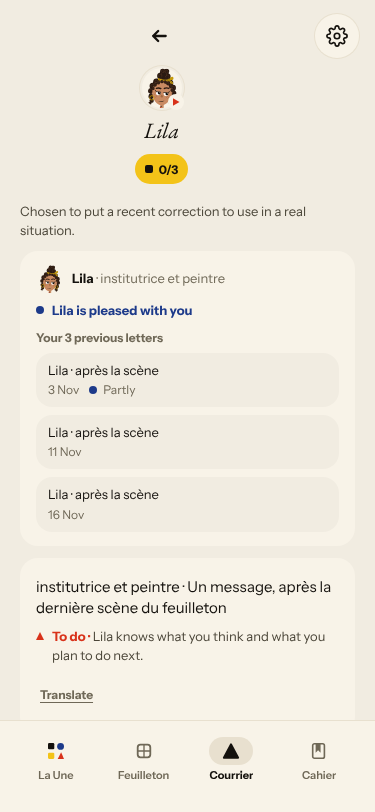 Lila
0/3
Chosen to put a recent correction to use in a real
situation.
Lila · institutrice et peintre
Lila is pleased with you
Your 3 previous letters
Lila · après la scène
3 Nov Partly
Lila · après la scène
11 Nov
Lila · après la scène
16 Nov
institutrice et peintre · Un message, après la
dernière scène du feuilleton
To do · Lila knows what you think and what you
plan to do next.
Translate
La Une Feuilleton Courrier Cahier